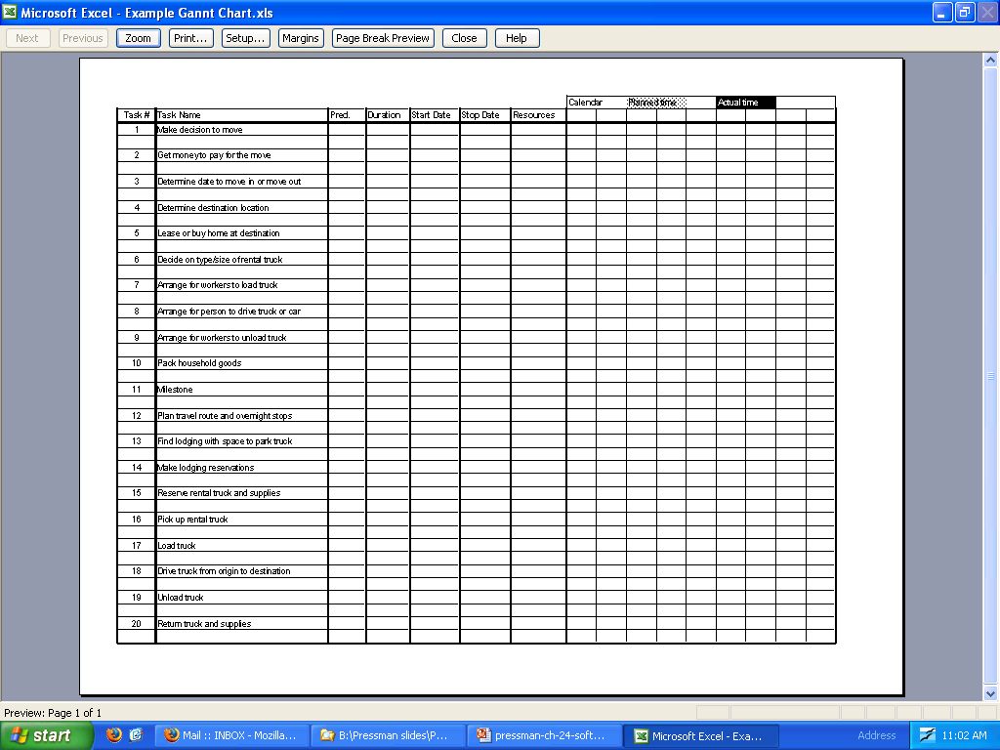 Microsoft Excel - Example Gannt Chart.xls
Next Previous Zoom Print... Setup... Margins Page Break Preview Close Help
Calendar Planned time Actual time
Task # Task Name Pred. Duration Start Date Stop Date Resources
1 Make decision to move
2 Get money to pay for the move
3 Determine date to move in or move out
4 Determine destination location
5 Lease or buy home at destination
6 Decide on type/size of rental truck
7 Arrange for workers to load truck
8 Arrange for person to drive truck or car
9 Arrange for workers to unload truck
10 Pack household goods
11 Milestone
12 Plan travel route and overnight stops
13 Find lodging with space to park truck
14 Make lodging reservations
15 Reserve rental truck and supplies
16 Pick up rental truck
17 Load truck
18 Drive truck from origin to destination
19 Unload truck
20 Return truck and supplies
Preview: Page 1 of 1
start Mail :: INBOX - Mozilla... B:\Pressman slides\P... pressman-ch-24-soft... Microsoft Excel - Exa... Address 11:02 AM